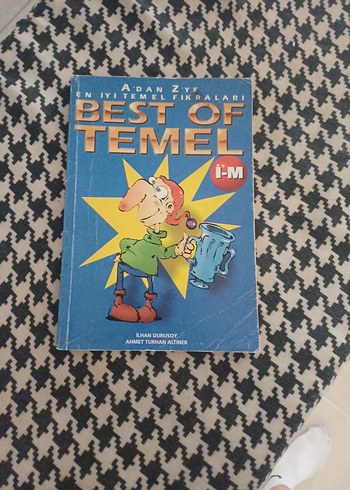 A'DAN Z'YE
EN İYİ TEMEL FIKRALARI
BEST OF
TEMEL
İ-M
İLHAN DURUSOY
AHMET TURHAN ALTINER